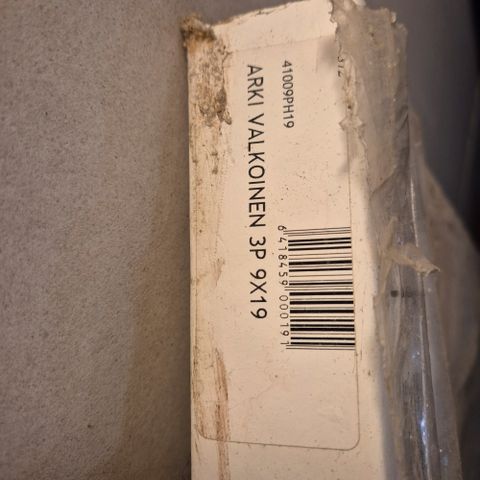 41009PH19
ARKI VALKOINEN 3P 9X19
6 418459 000191